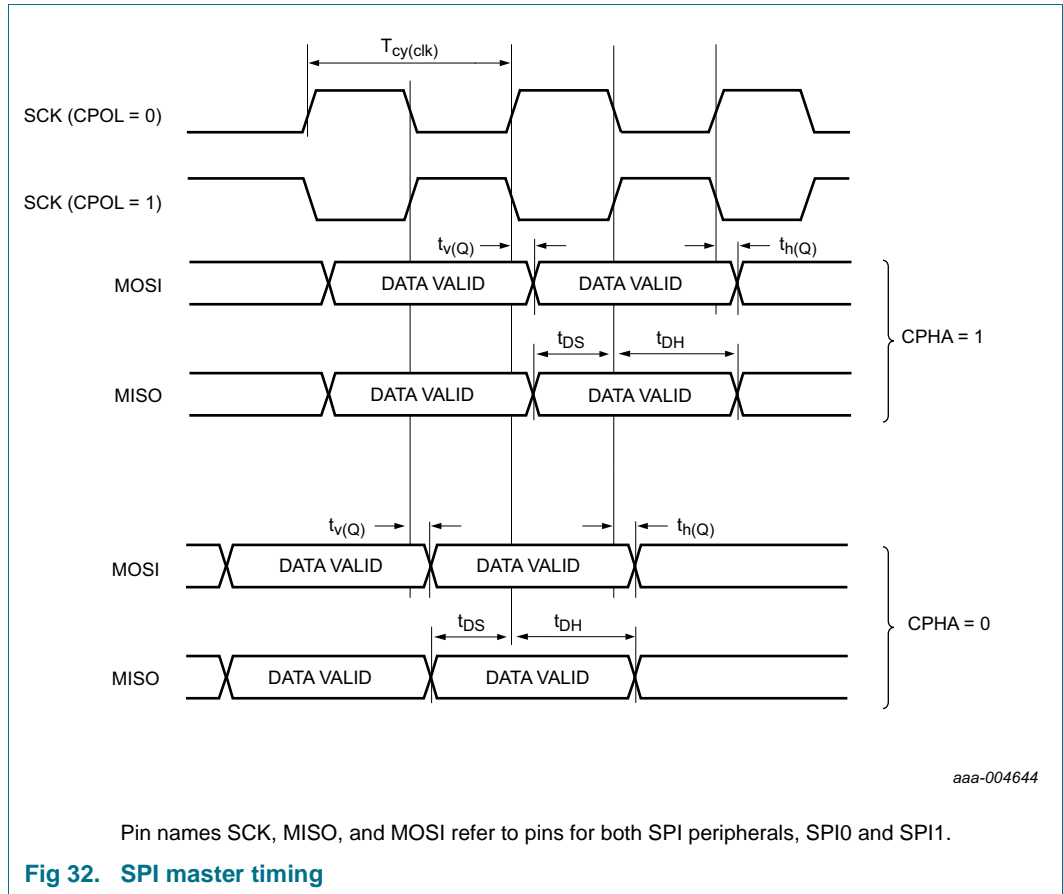 Tcy(clk)
SCK (CPOL = 0)
SCK (CPOL = 1)
tv(Q) th(Q)
MOSI DATA VALID DATA VALID
tDS tDH
MISO DATA VALID DATA VALID
CPHA = 1
tv(Q) th(Q)
MOSI DATA VALID DATA VALID
tDS tDH
MISO DATA VALID DATA VALID
CPHA = 0
aaa-004644
Pin names SCK, MISO, and MOSI refer to pins for both SPI peripherals, SPI0 and SPI1.
Fig 32. SPI master timing